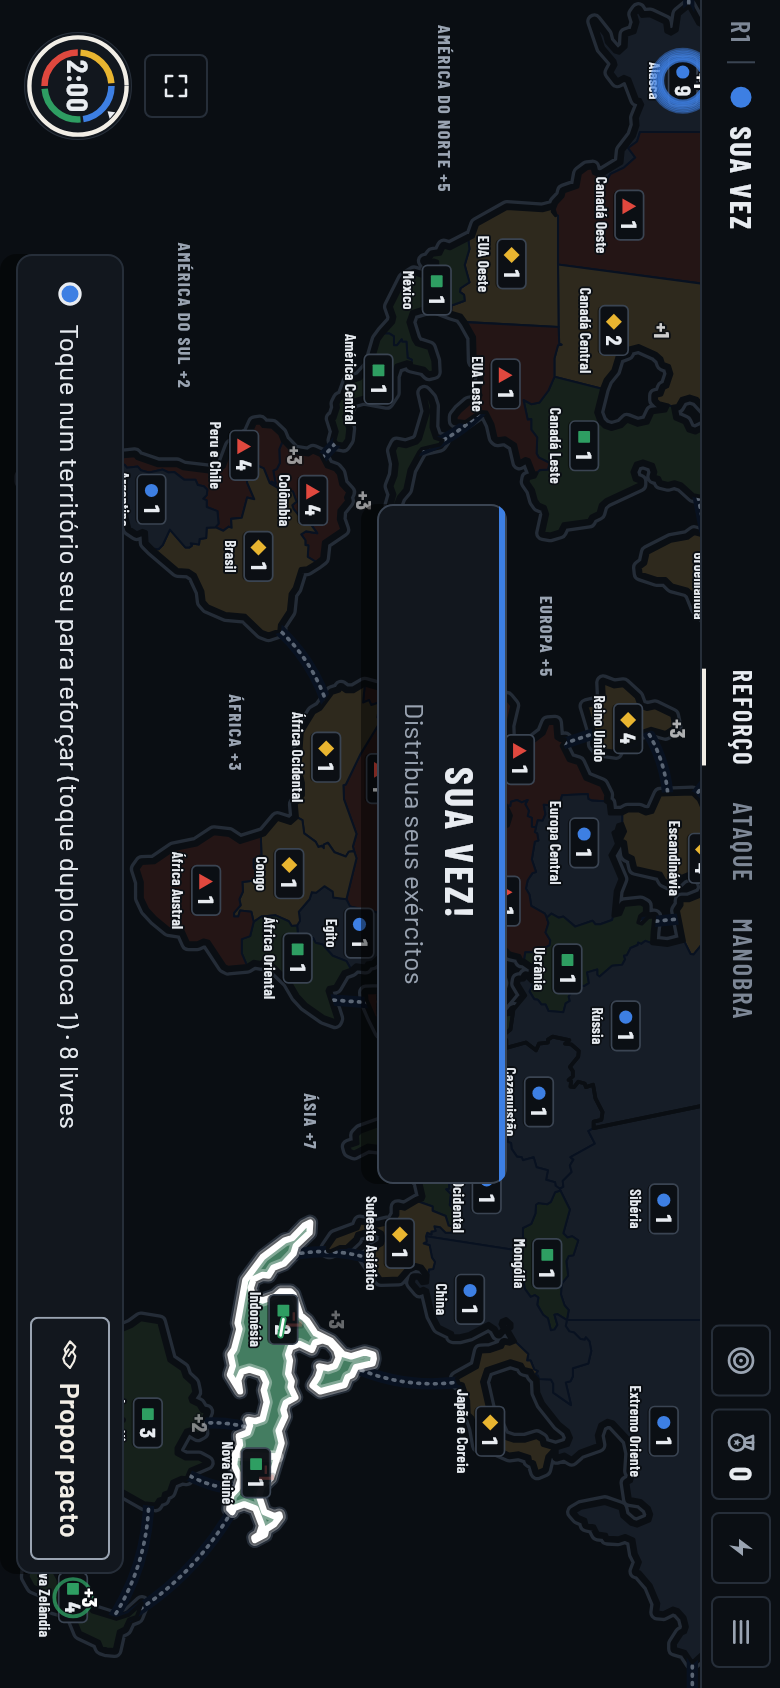 R1
SUA VEZ
REFORÇO
ATAQUE
MANOBRA
0
9
Alasca
1
Canadá Oeste
+1
2
Canadá Central
1
Canadá Leste
1
EUA Oeste
1
EUA Leste
1
México
1
América Central
AMÉRICA DO NORTE +5
AMÉRICA DO SUL +2
+3
+3
4
Colômbia
4
Peru e Chile
1
Brasil
1
EUROPA +5
+3
4
Reino Unido
Escandinávia
1
1
Europa Central
1
1
Ucrânia
1
Rússia
1
Cazaquistão
1
Sibéria
1
Extremo Oriente
1
Mongólia
1
China
1
Japão e Coreia
1
Sudeste Asiático
ÁSIA +7
ÁFRICA +3
1
África Ocidental
1
Congo
1
Egito
1
África Oriental
1
África Austral
SUA VEZ!
Distribua seus exércitos
+3
Indonésia
1
Nova Guiné
+2
3
+3
4
2:00
Toque num território seu para reforçar (toque duplo coloca 1) · 8 livres
Propor pacto